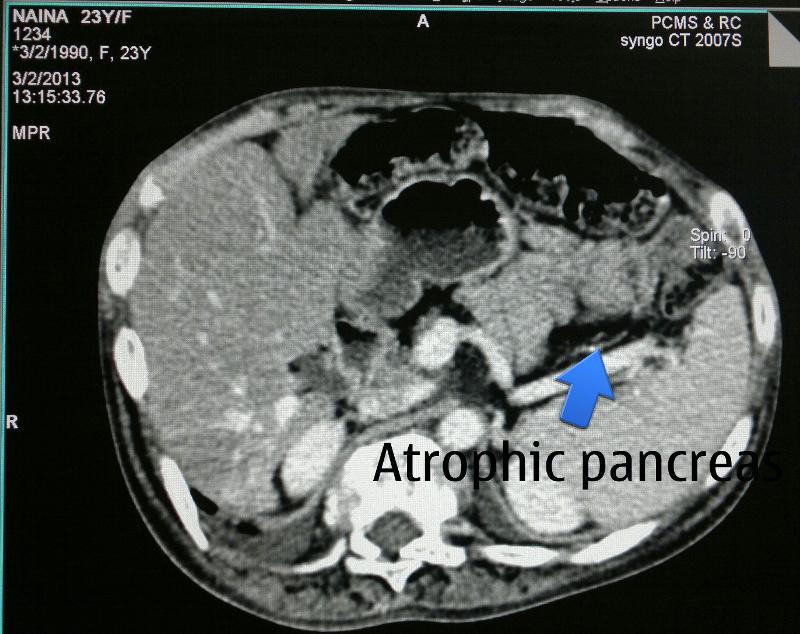 NAINA 23Y/F
1234
*3/2/1990, F, 23Y
3/2/2013
13:15:33.76
MPR
A
PCMS & RC
syngo CT 2007S
Spin: 0
Tilt: -90
R
Atrophic pancreas